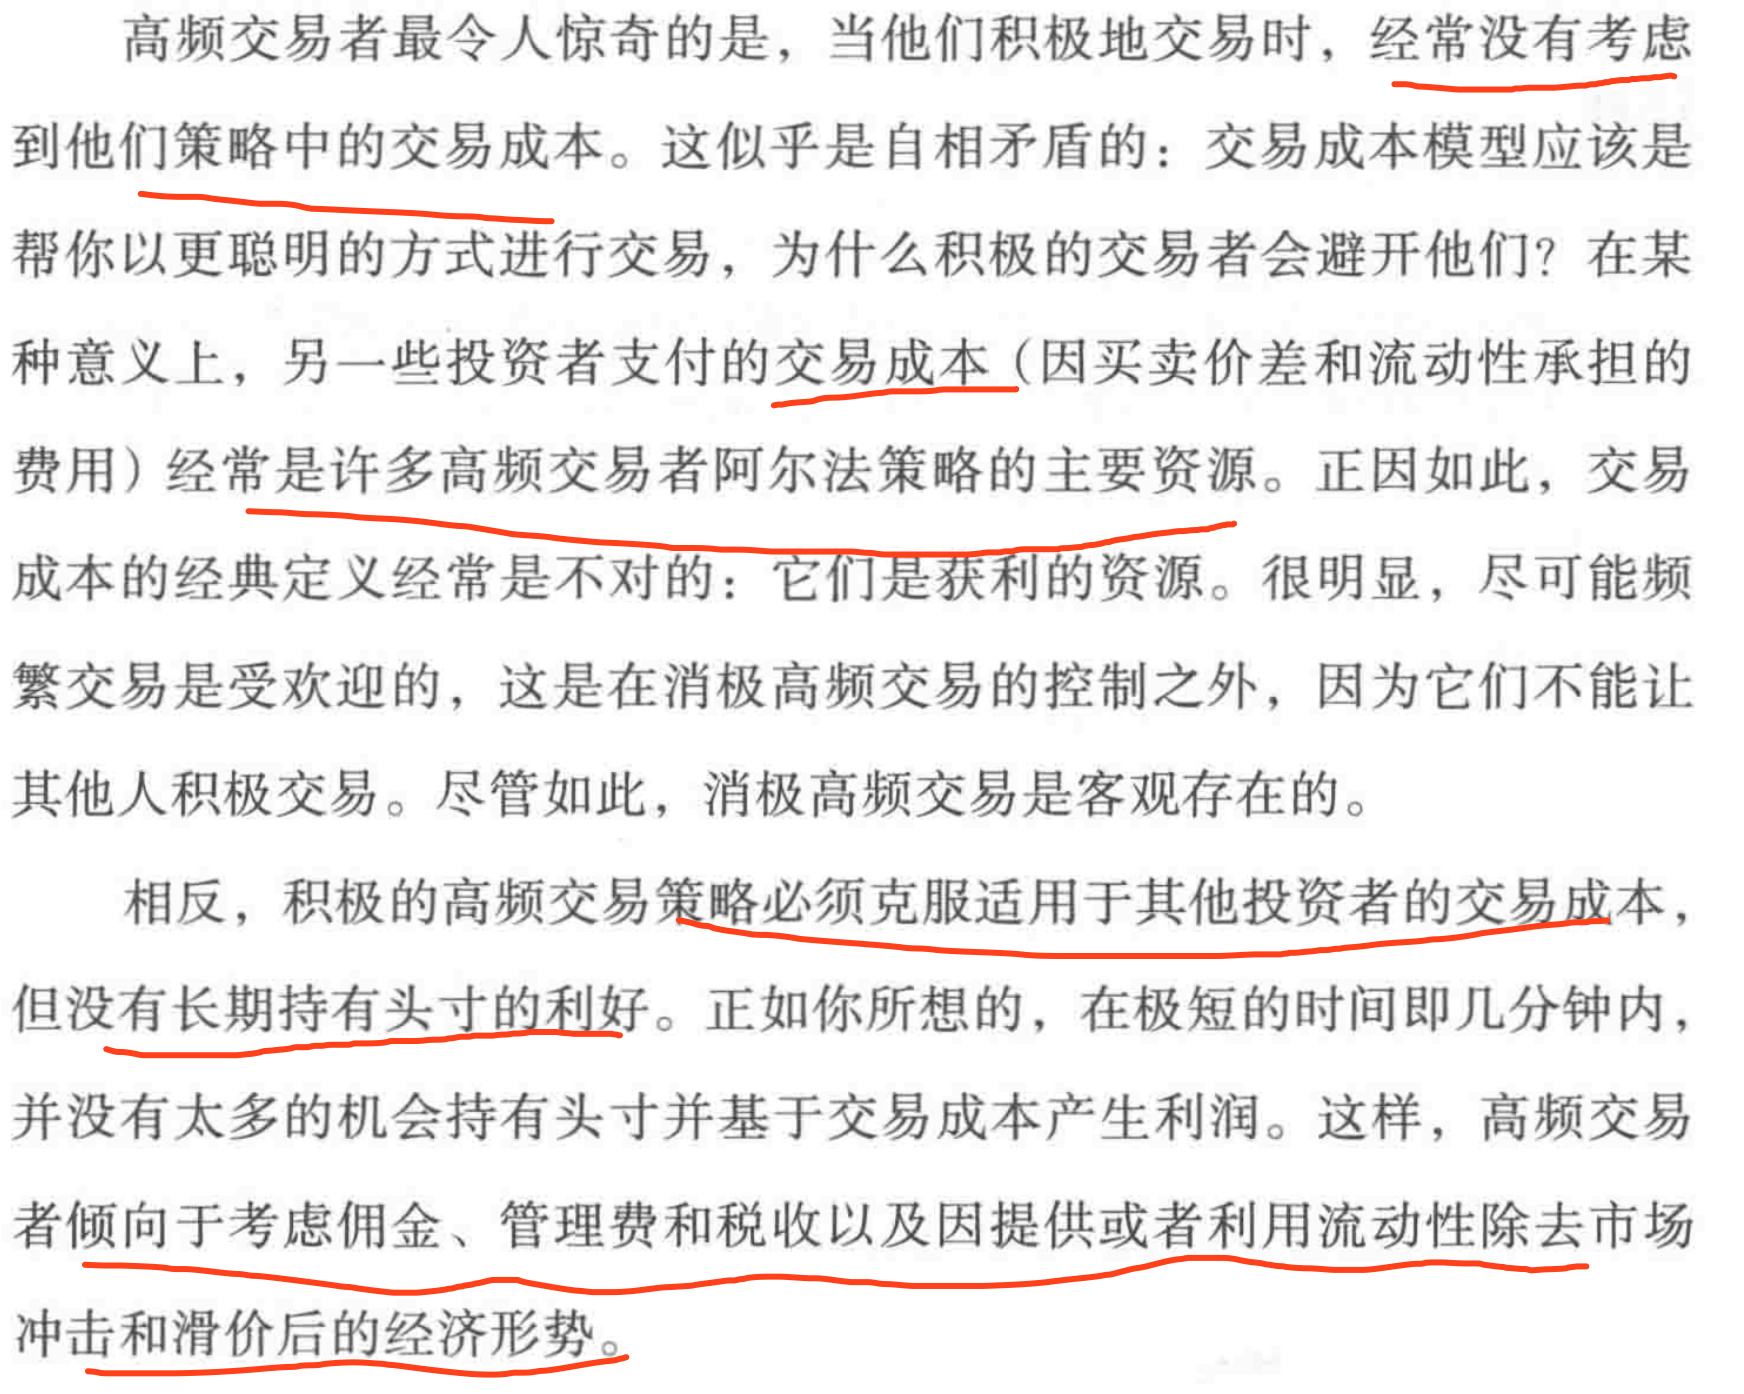 高频交易者最令人惊奇的是，当他们积极地交易时，经常没有考虑
到他们策略中的交易成本。这似乎是自相矛盾的：交易成本模型应该是
帮你以更聪明的方式进行交易，为什么积极的交易者会避开他们？在某
种意义上，另一些投资者支付的交易成本（因买卖价差和流动性承担的
费用）经常是许多高频交易者阿尔法策略的主要资源。正因如此，交易
成本的经典定义经常是不对的：它们是获利的资源。很明显，尽可能频
繁交易是受欢迎的，这是在消极高频交易的控制之外，因为它们不能让
其他人积极交易。尽管如此，消极高频交易是客观存在的。
相反，积极的高频交易策略必须克服适用于其他投资者的交易成本，
但没有长期持有头寸的利好。正如你所想的，在极短的时间即几分钟内，
并没有太多的机会持有头寸并基于交易成本产生利润。这样，高频交易
者倾向于考虑佣金、管理费和税收以及因提供或者利用流动性除去市场
冲击和滑价后的经济形势。